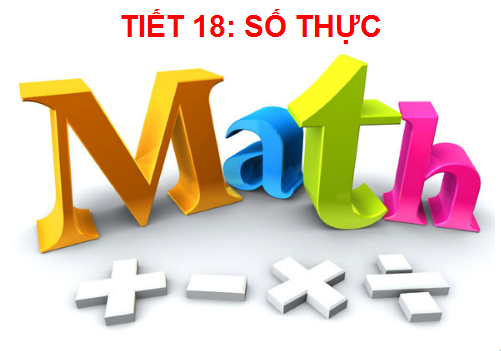 TIẾT 18: SỐ THỰC
Math
+ - × ÷